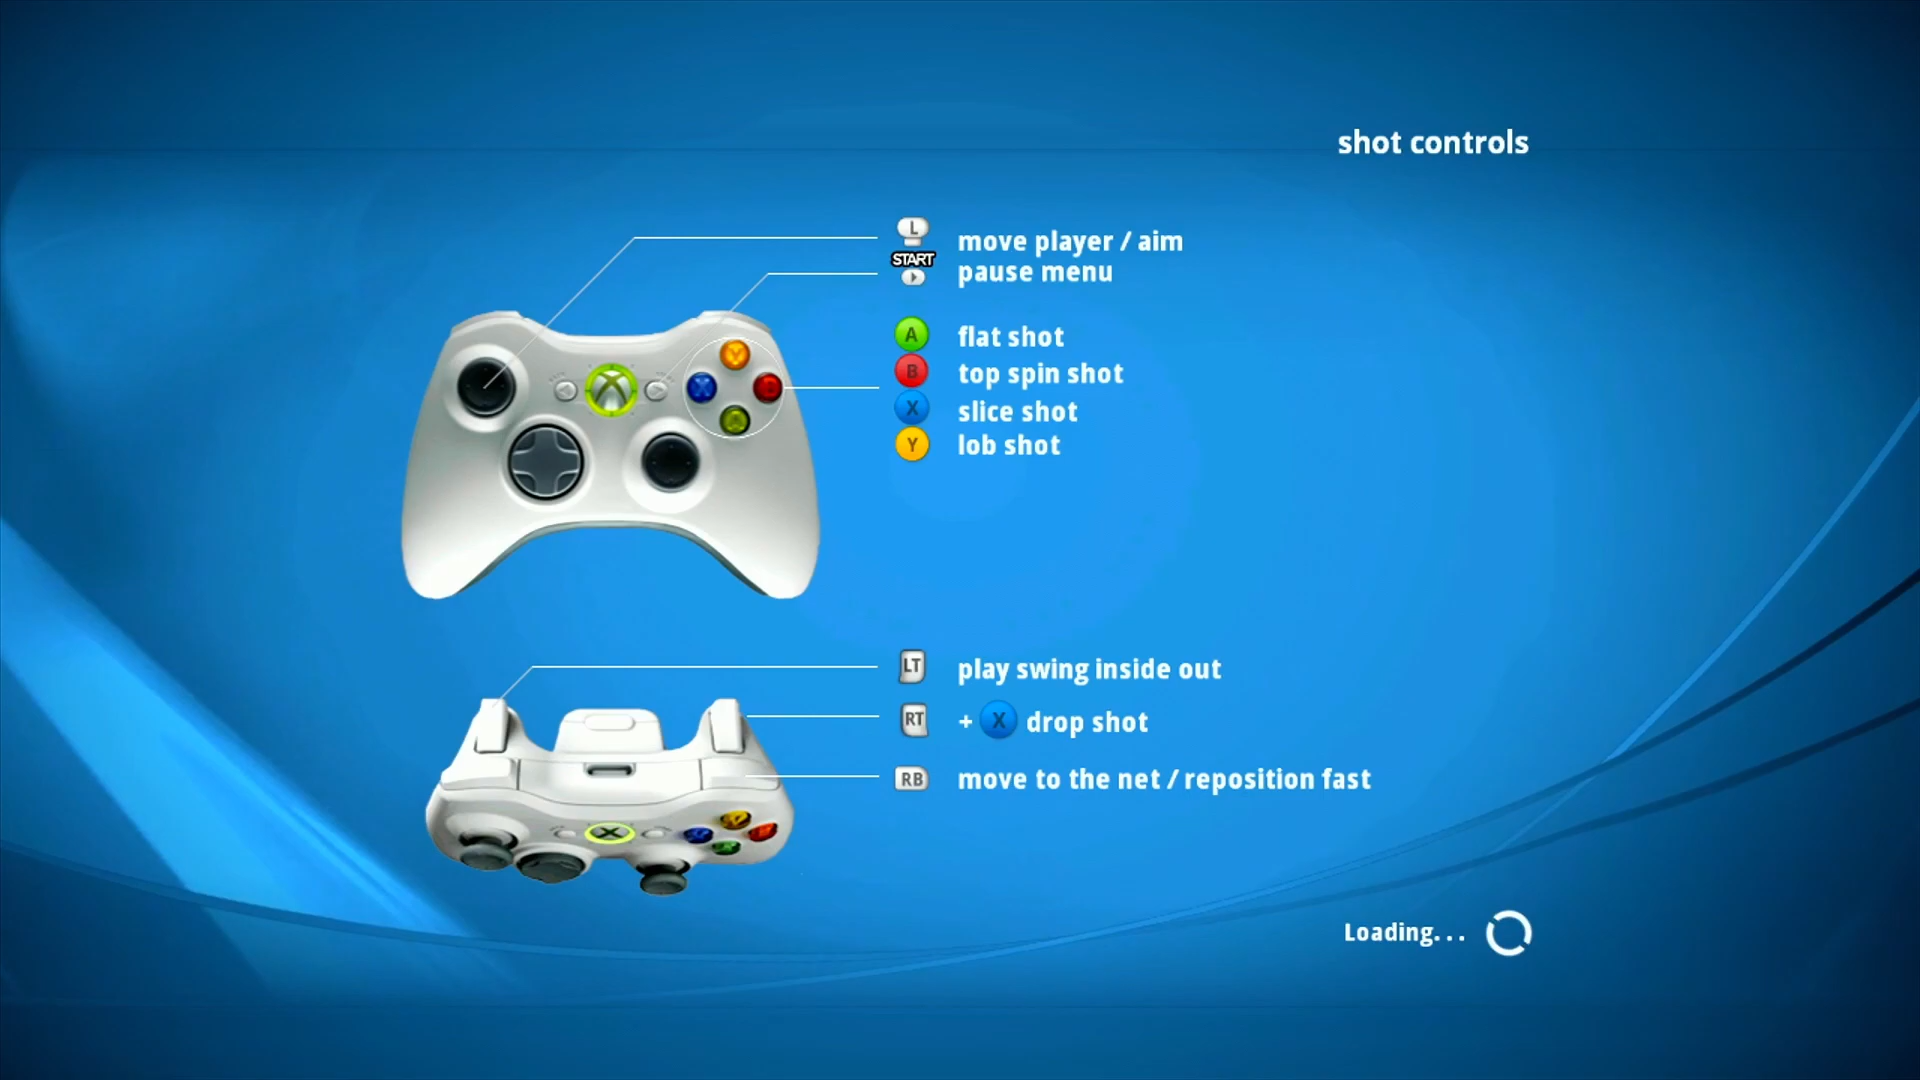 shot controls
L
move player / aim
START
pause menu
A flat shot
B top spin shot
X slice shot
Y lob shot
LT play swing inside out
RT + X drop shot
RB move to the net / reposition fast
Loading...